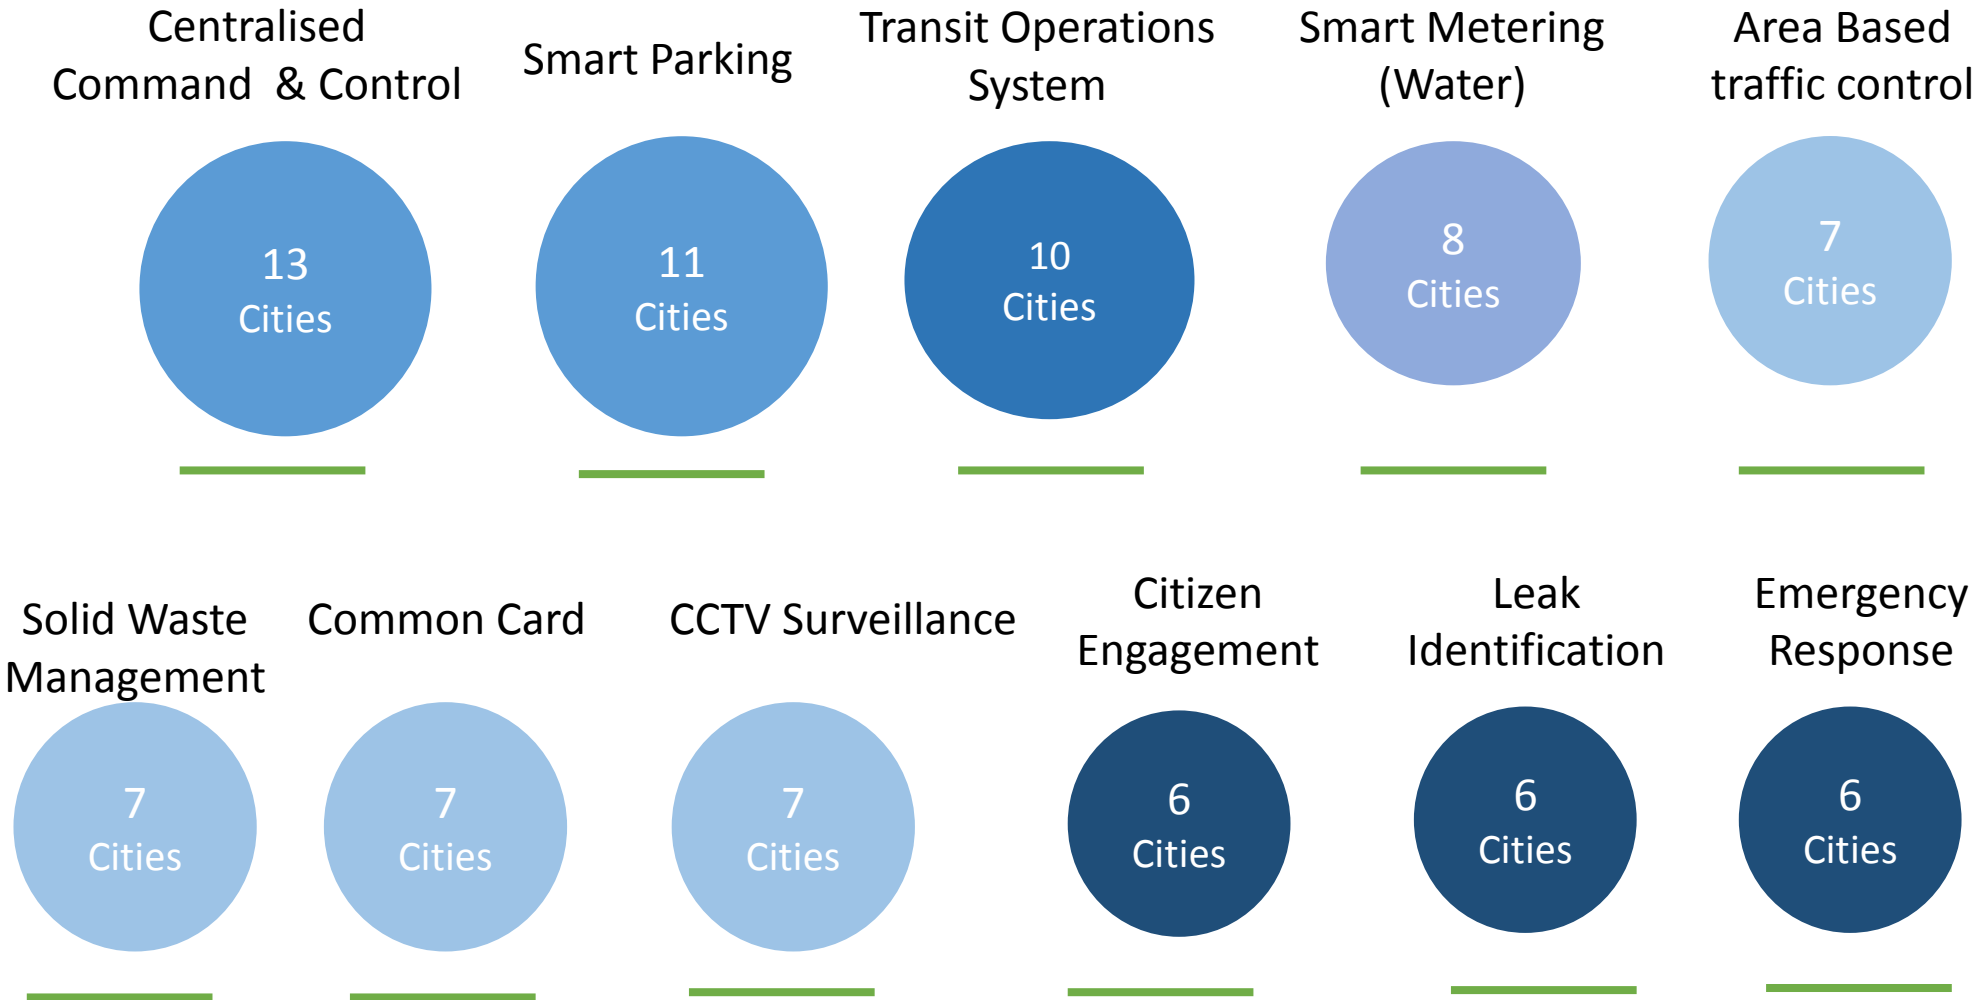 Centralised
Command & Control
Smart Parking
Transit Operations
System
Smart Metering
(Water)
Area Based
traffic control
13
Cities
11
Cities
10
Cities
8
Cities
7
Cities
Solid Waste
Management
Common Card
CCTV Surveillance
Citizen
Engagement
Leak
Identification
Emergency
Response
7
Cities
7
Cities
7
Cities
6
Cities
6
Cities
6
Cities